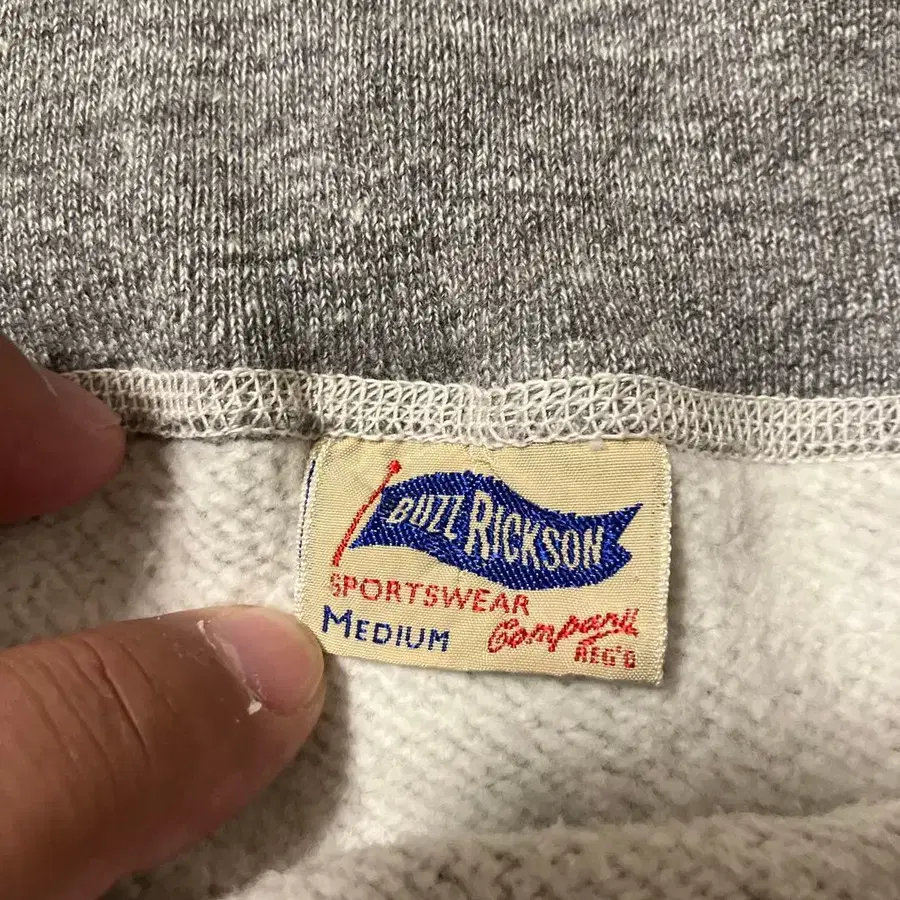 BUZZ RICKSON
SPORTSWEAR
MEDIUM Company
REG'D